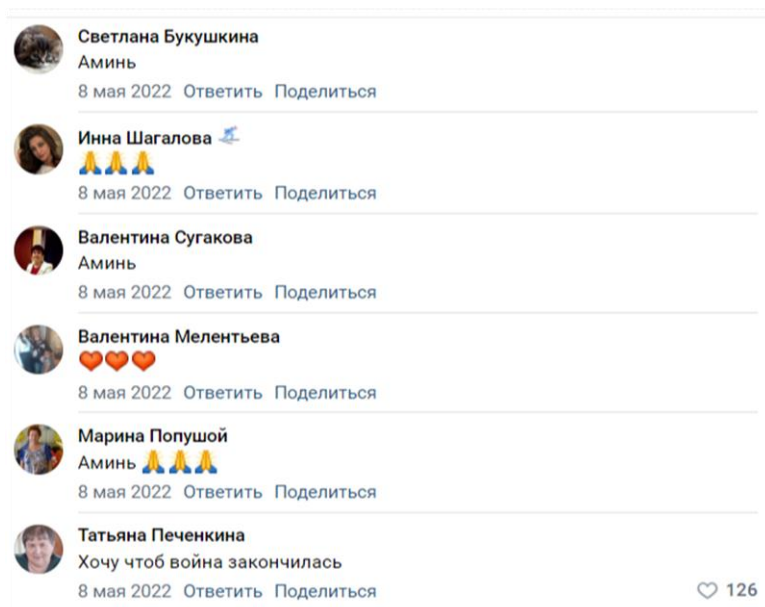 Светлана Букушкина
Аминь
8 мая 2022 Ответить Поделиться
Инна Шагалова
🙏🙏🙏
8 мая 2022 Ответить Поделиться
Валентина Сугакова
Аминь
8 мая 2022 Ответить Поделиться
Валентина Мелентьева
❤❤❤
8 мая 2022 Ответить Поделиться
Марина Попушой
Аминь 🙏🙏🙏
8 мая 2022 Ответить Поделиться
Татьяна Печенкина
Хочу чтоб война закончилась
8 мая 2022 Ответить Поделиться 126